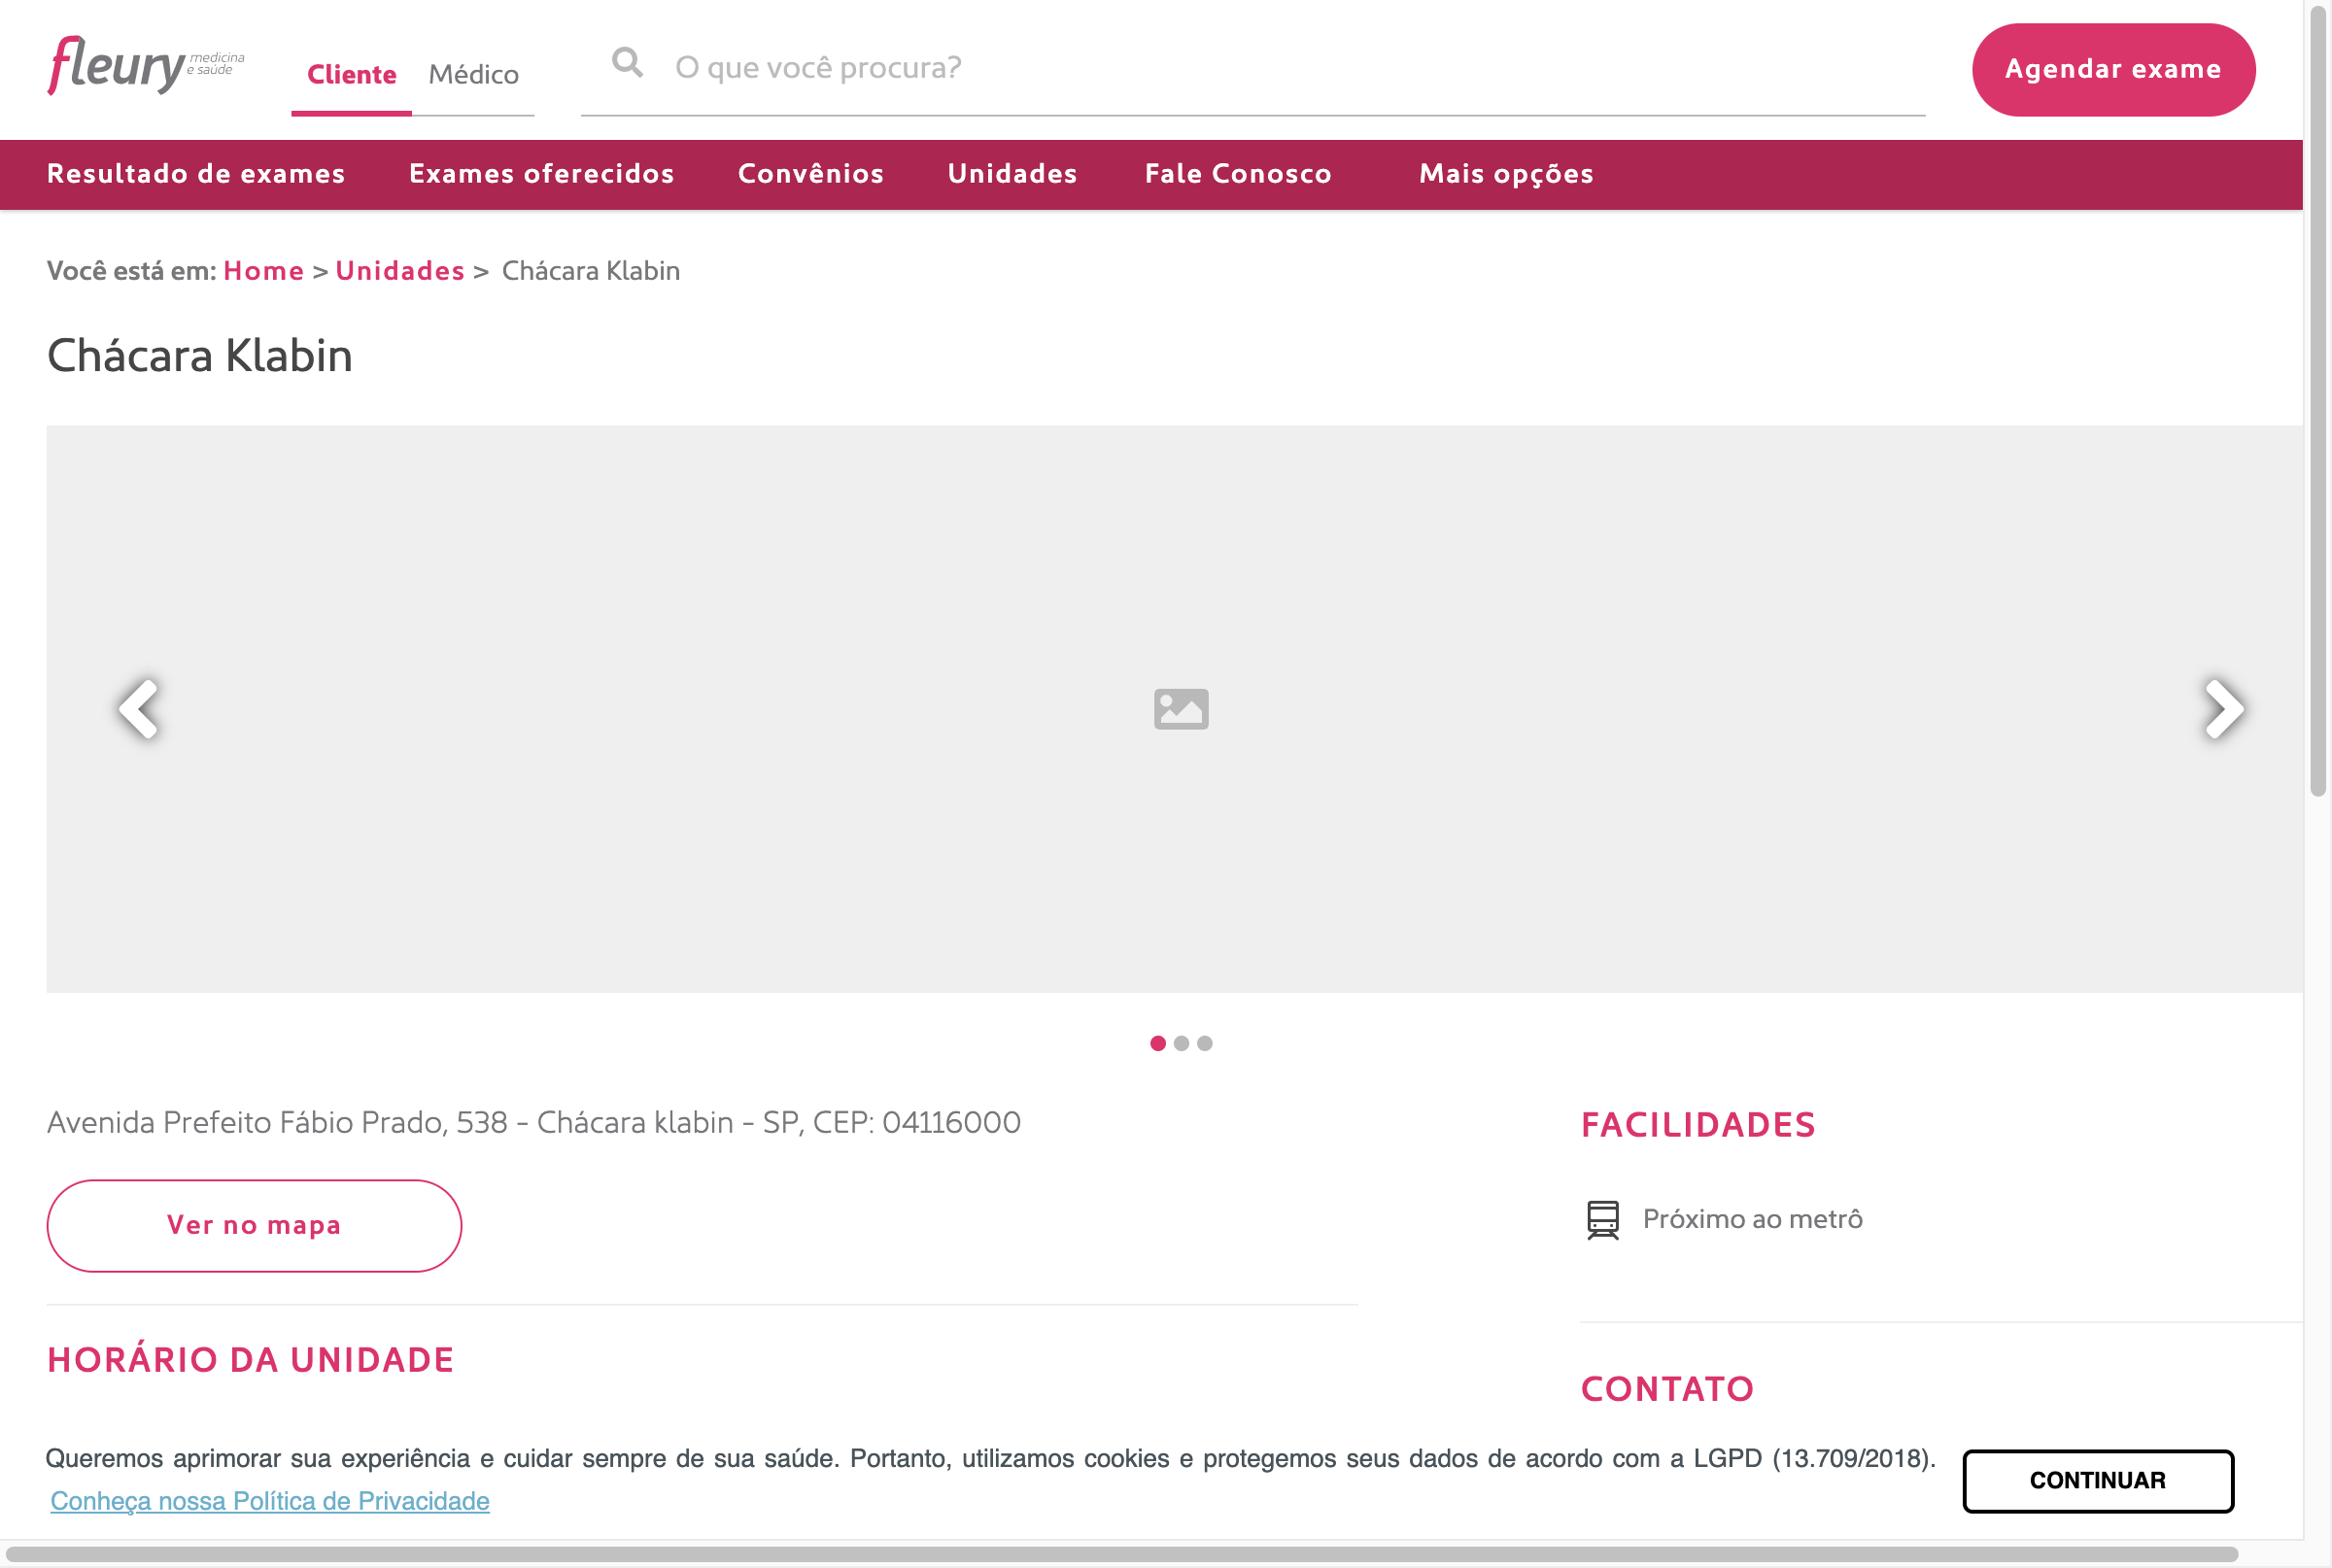 fleury medicina e saúde
Cliente Médico
O que você procura?
Agendar exame
Resultado de exames Exames oferecidos Convênios Unidades Fale Conosco Mais opções
Você está em: Home > Unidades > Chácara Klabin
Chácara Klabin
Avenida Prefeito Fábio Prado, 538 - Chácara klabin - SP, CEP: 04116000
Ver no mapa
FACILIDADES
Próximo ao metrô
HORÁRIO DA UNIDADE
CONTATO
Queremos aprimorar sua experiência e cuidar sempre de sua saúde. Portanto, utilizamos cookies e protegemos seus dados de acordo com a LGPD (13.709/2018).
Conheça nossa Política de Privacidade
CONTINUAR